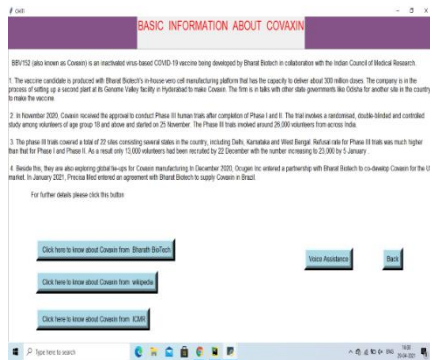 BASIC INFORMATION ABOUT COVAXIN
BBV152 (also known as Covaxin) is an inactivated virus-based COVID-19 vaccine being developed by Bharat Biotech in collaboration with the Indian Council of Medical Research.
1. The vaccine candidate is produced with Bharat Biotech's in-house vero cell manufacturing platform that has the capacity to deliver about 300 million doses. The company is in the
process of setting up a second plant at its Genome Valley facility in Hyderabad to make Covaxin. The firm is in talks with other state governments like Odisha for another site in the country
to make the vaccine.
2. In November 2020, Covaxin received the approval to conduct Phase III human trials after completion of Phase I and II. The trial involves a randomised, double-blinded and controlled
study among volunteers of age group 18 and above and started on 25 November. The Phase III trials involved around 26,000 volunteers from across India.
3. The phase III trials covered a total of 22 sites consisting several states in the country, including Delhi, Karnataka and West Bengal. Refusal rate for Phase III trials was much higher
than that for Phase I and Phase II. As a result only 13,000 volunteers had been recruited by 22 December with the number increasing to 23,000 by 5 January.
4. Beside this, they are also exploring global tie-ups for Covaxin manufacturing. In December 2020, Ocugen Inc entered a partnership with Bharat Biotech to co-develop Covaxin for the U
market. In January 2021, Precisa Med entered an agreement with Bharat Biotech to supply Covaxin in Brazil.
For further details please click this button
Click here to know about Covaxin from Bharath BioTech
Voice Assistance
Back
Click here to know about Covaxin from wikipedia
Click here to know about Covaxin from ICMR
Type here to search
ENG